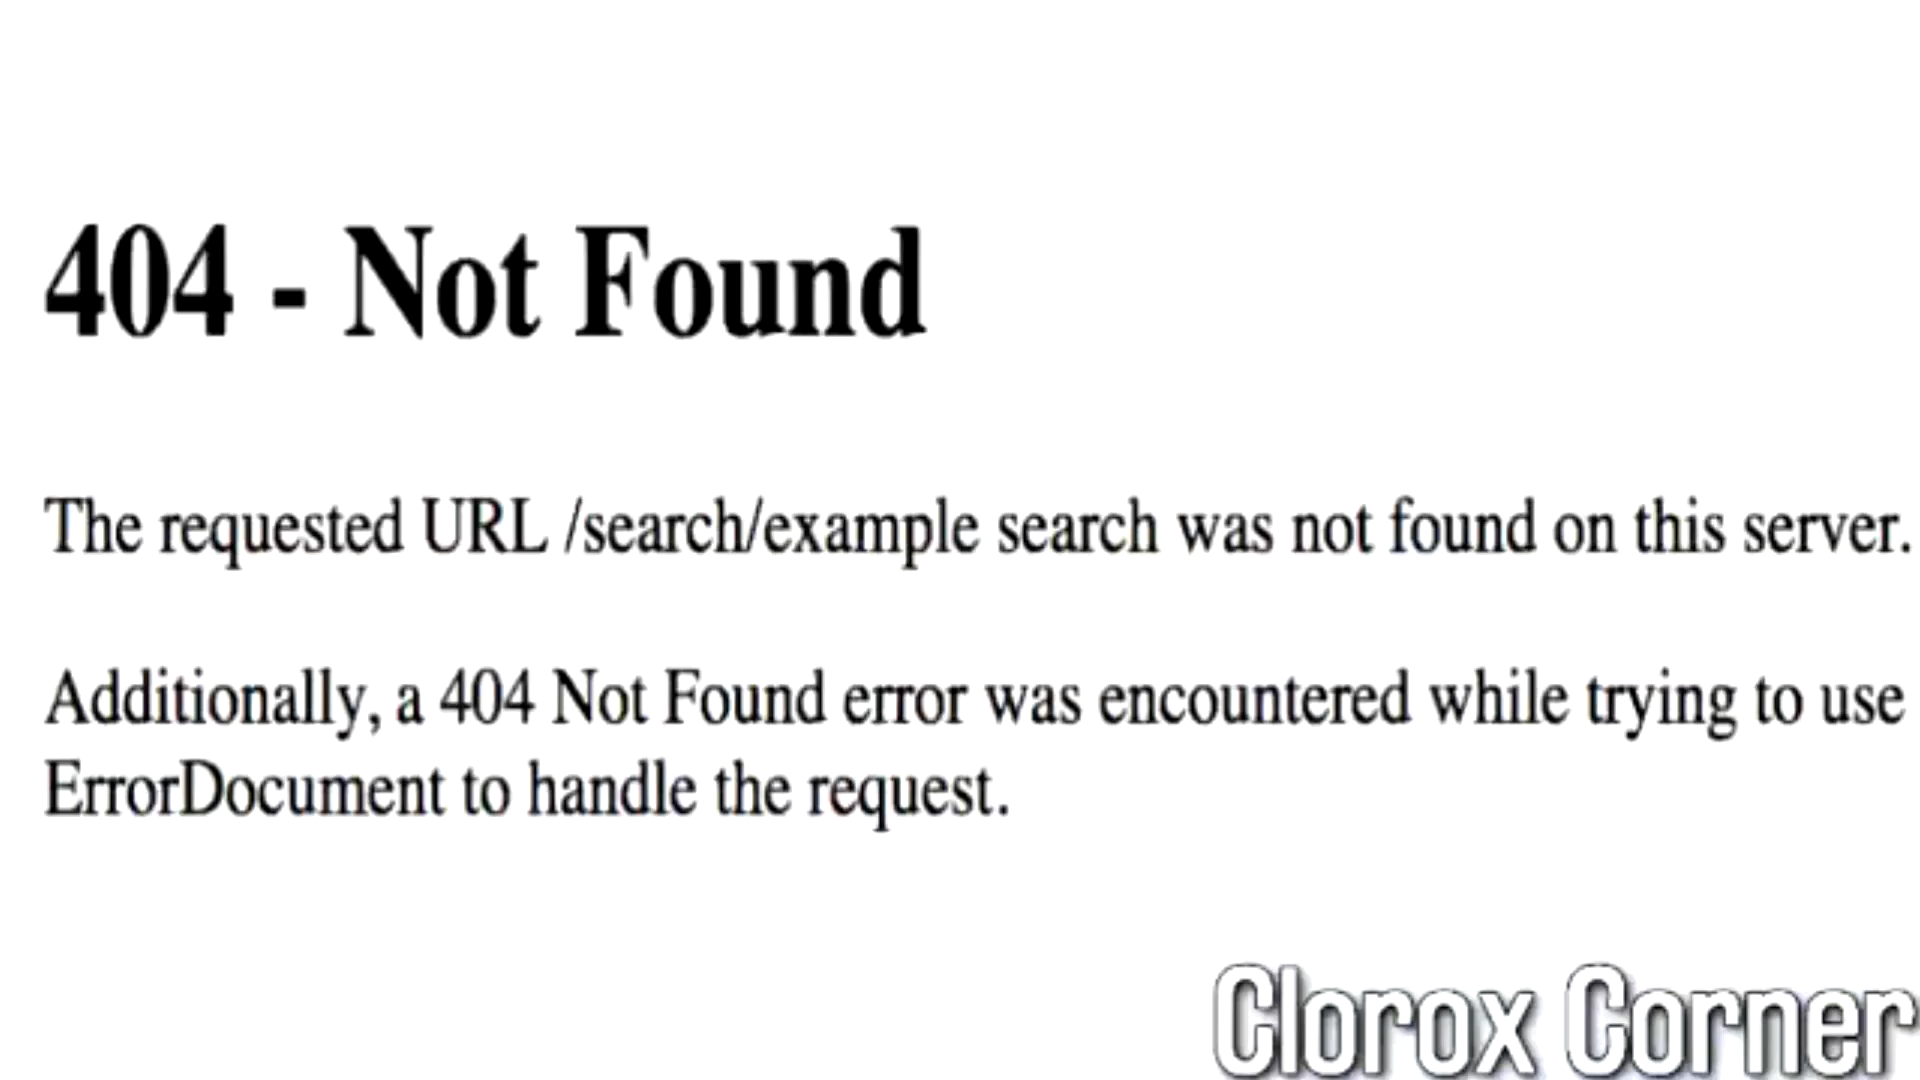 404 - Not Found
The requested URL /search/example search was not found on this server.
Additionally, a 404 Not Found error was encountered while trying to use
ErrorDocument to handle the request.
Clorox Corner